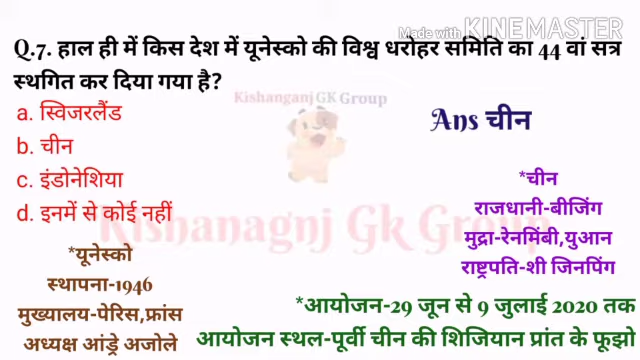 Made with KINEMASTER
Q.7. हाल ही में किस देश में यूनेस्को की विश्व धरोहर समिति का 44 वां सत्र
स्थगित कर दिया गया है?
Kishanganj GK Group
a. स्विजरलैंड
b. चीन
c. इंडोनेशिया
d. इनमें से कोई नहीं
Ans चीन
*चीन
राजधानी-बीजिंग
मुद्रा-रेनमिंबी,युआन
राष्ट्रपति-शी जिनपिंग
Kishanagnj Gk Group
*यूनेस्को
स्थापना-1946
मुख्यालय-पेरिस,फ्रांस
अध्यक्ष आंड्रे अजोले
*आयोजन-29 जून से 9 जुलाई 2020 तक
आयोजन स्थल-पूर्वी चीन की शिजियान प्रांत के फूझो